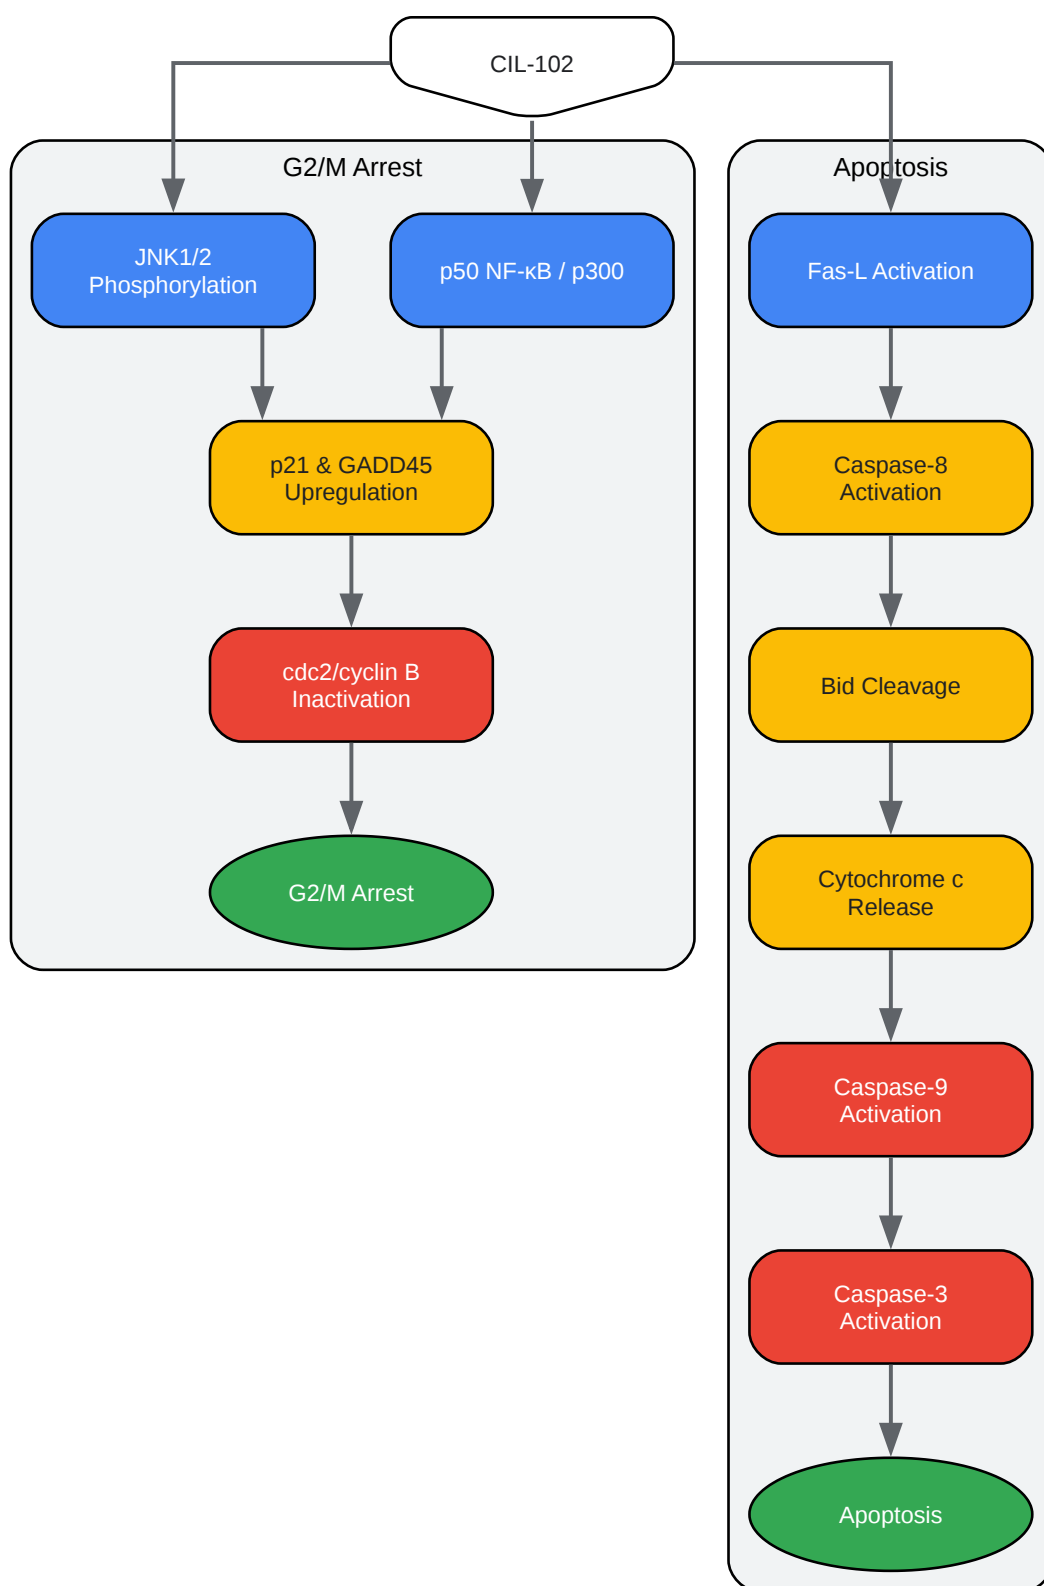 CIL-102
G2/M Arrest
JNK1/2
Phosphorylation
p50 NF-κB / p300
p21 & GADD45
Upregulation
cdc2/cyclin B
Inactivation
G2/M Arrest
Apoptosis
Fas-L Activation
Caspase-8
Activation
Bid Cleavage
Cytochrome c
Release
Caspase-9
Activation
Caspase-3
Activation
Apoptosis